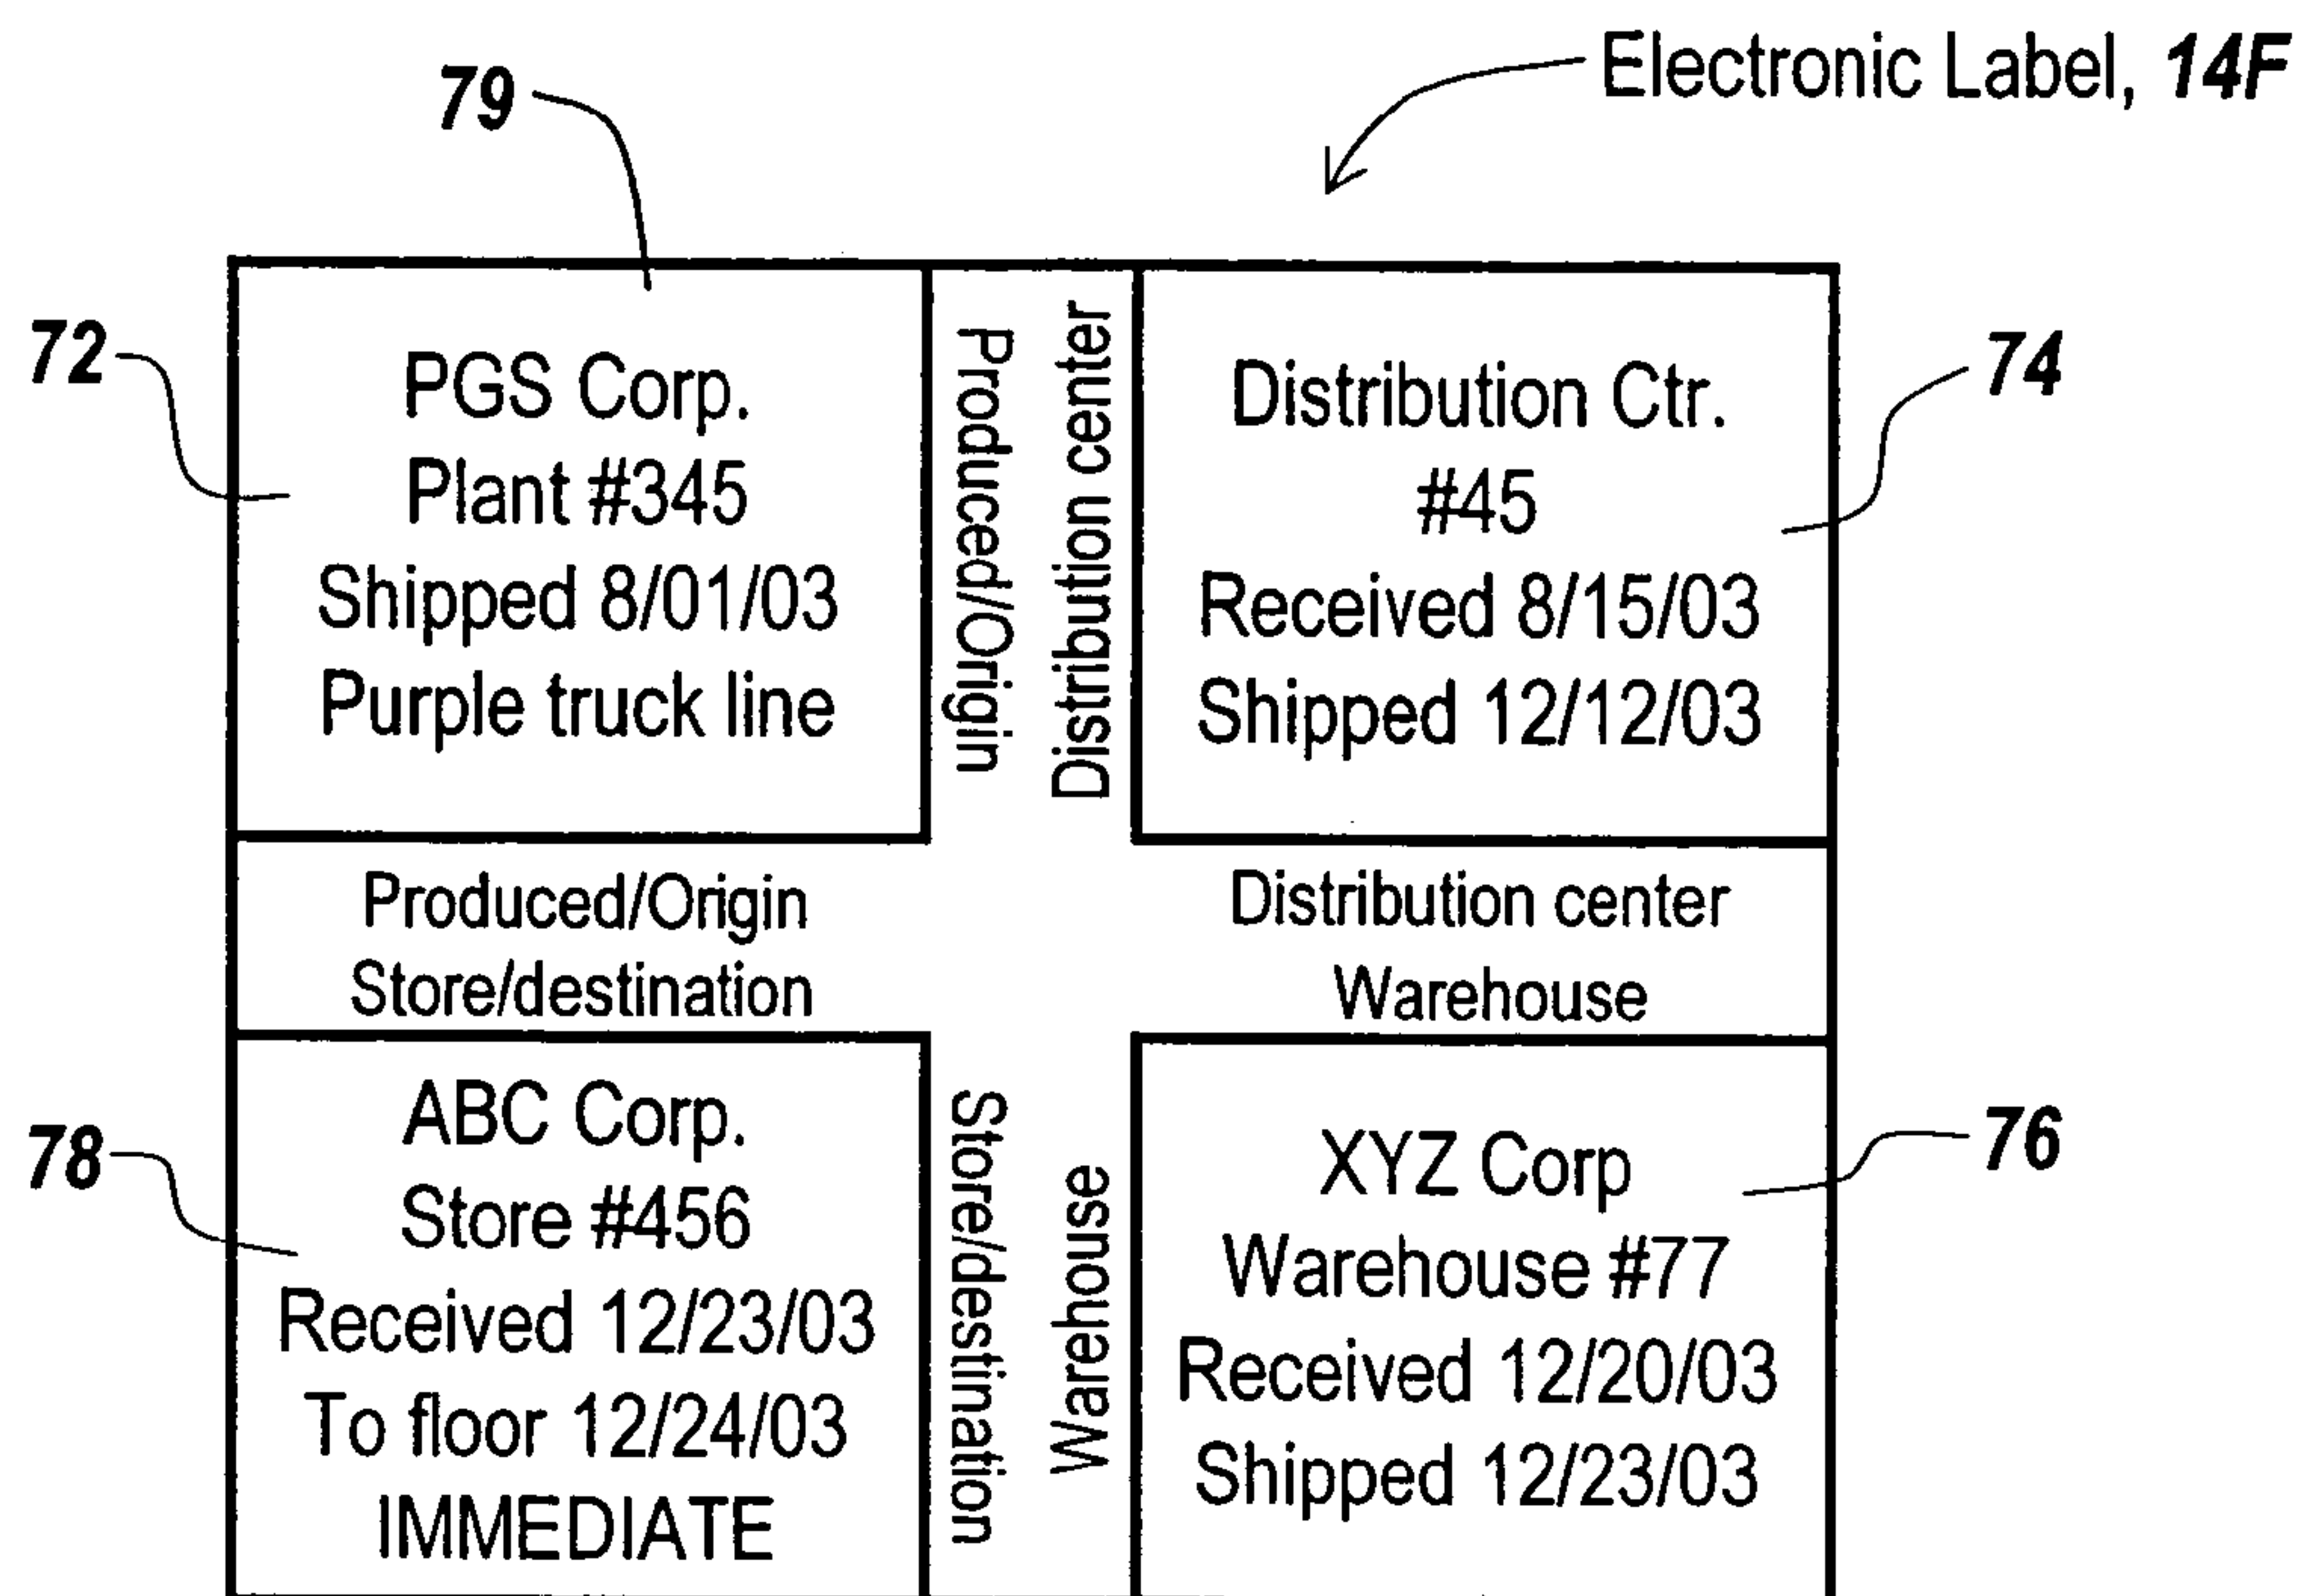 Electronic Label, 14F
79
72
PGS Corp.
Plant #345
Shipped 8/01/03
Purple truck line
Produced/Origin
Distribution center
Distribution Ctr.
#45
Received 8/15/03
Shipped 12/12/03
74
Produced/Origin
Store/destination
Distribution center
Warehouse
78
ABC Corp.
Store #456
Received 12/23/03
To floor 12/24/03
IMMEDIATE
Store/destination
Warehouse
XYZ Corp
Warehouse #77
Received 12/20/03
Shipped 12/23/03
76